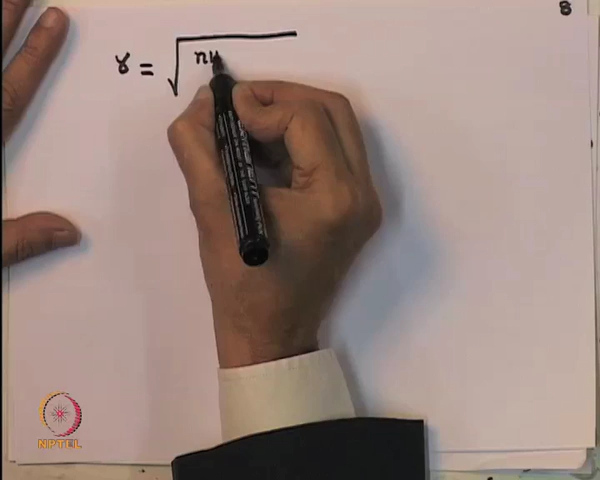 8
γ = √ nu
NPTEL